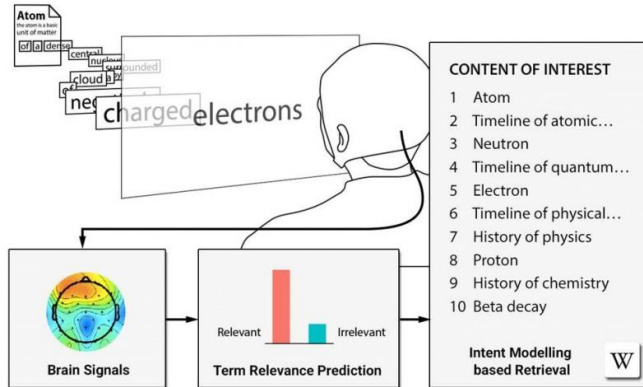 Atom
the atom is a basic
unit of matter
of a dense
central
surrounded
cloud
by
of
charged electrons
CONTENT OF INTEREST
1 Atom
2 Timeline of atomic…
3 Neutron
4 Timeline of quantum…
5 Electron
6 Timeline of physical…
7 History of physics
8 Proton
9 History of chemistry
10 Beta decay
Intent Modelling
based Retrieval
W
Relevant
Irrelevant
Brain Signals
Term Relevance Prediction